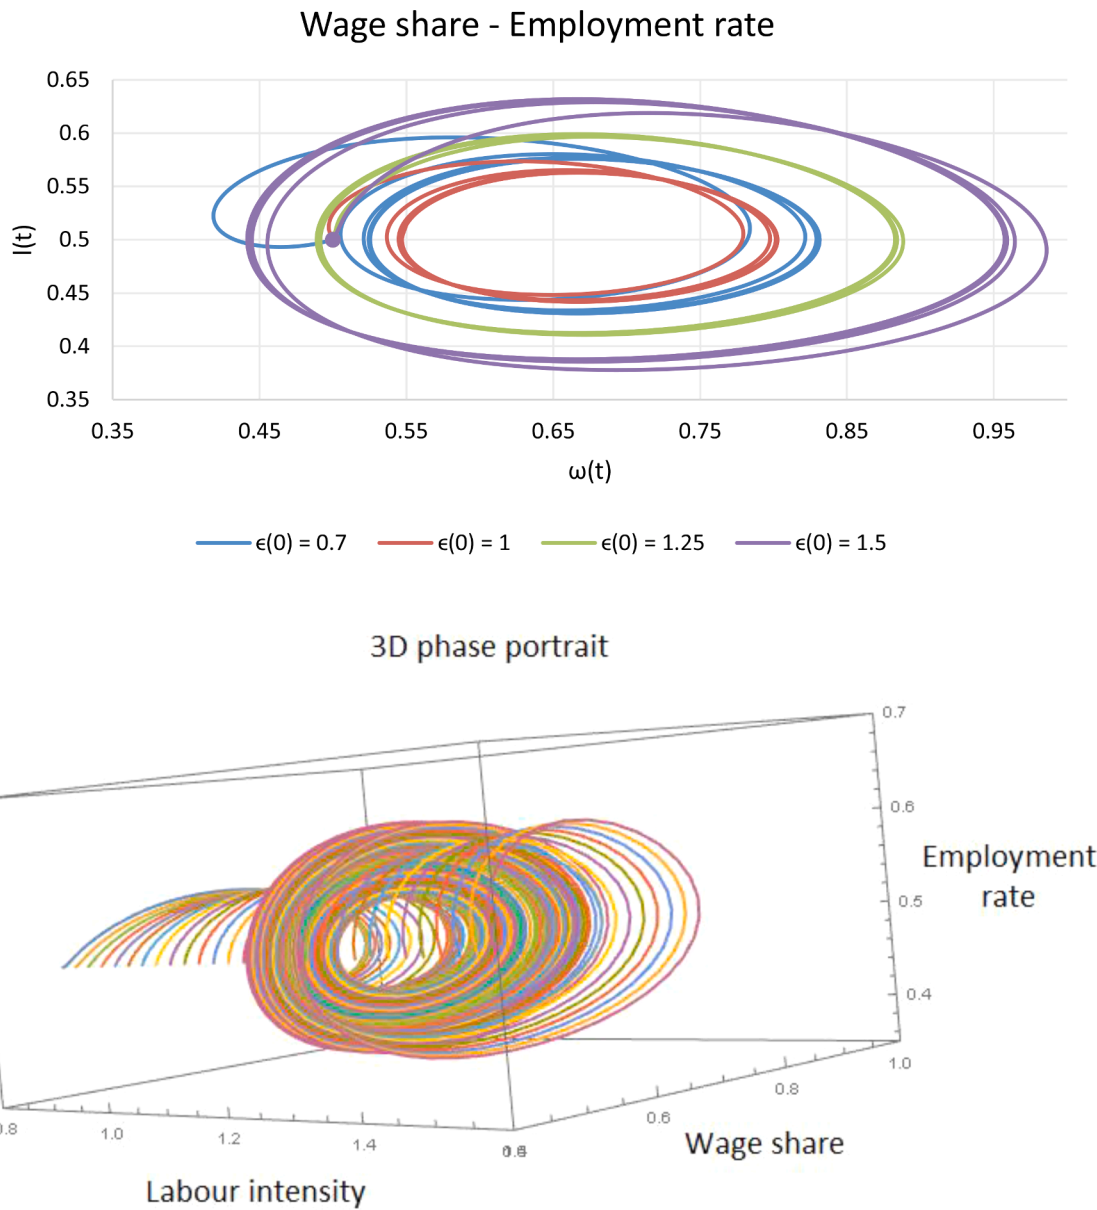 Wage share - Employment rate
0.65
0.6
0.55
0.5
0.45
0.4
0.35
l(t)
0.35 0.45 0.55 0.65 0.75 0.85 0.95
ω(t)
ϵ(0) = 0.7 ϵ(0) = 1 ϵ(0) = 1.25 ϵ(0) = 1.5
3D phase portrait
0.7
0.6
Employment
rate
0.5
0.4
1.0
0.8
0.6
Wage share
0.8
1.0
1.2
1.4
Labour intensity